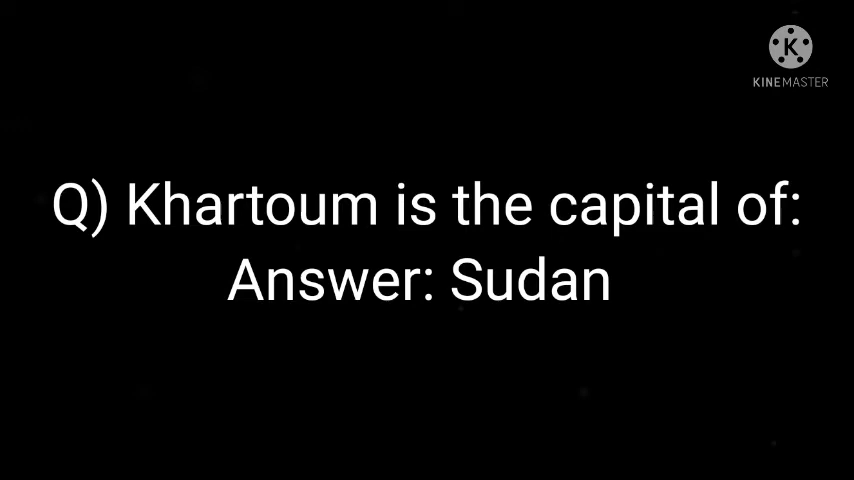 K
KINEMASTER
Q) Khartoum is the capital of:
Answer: Sudan